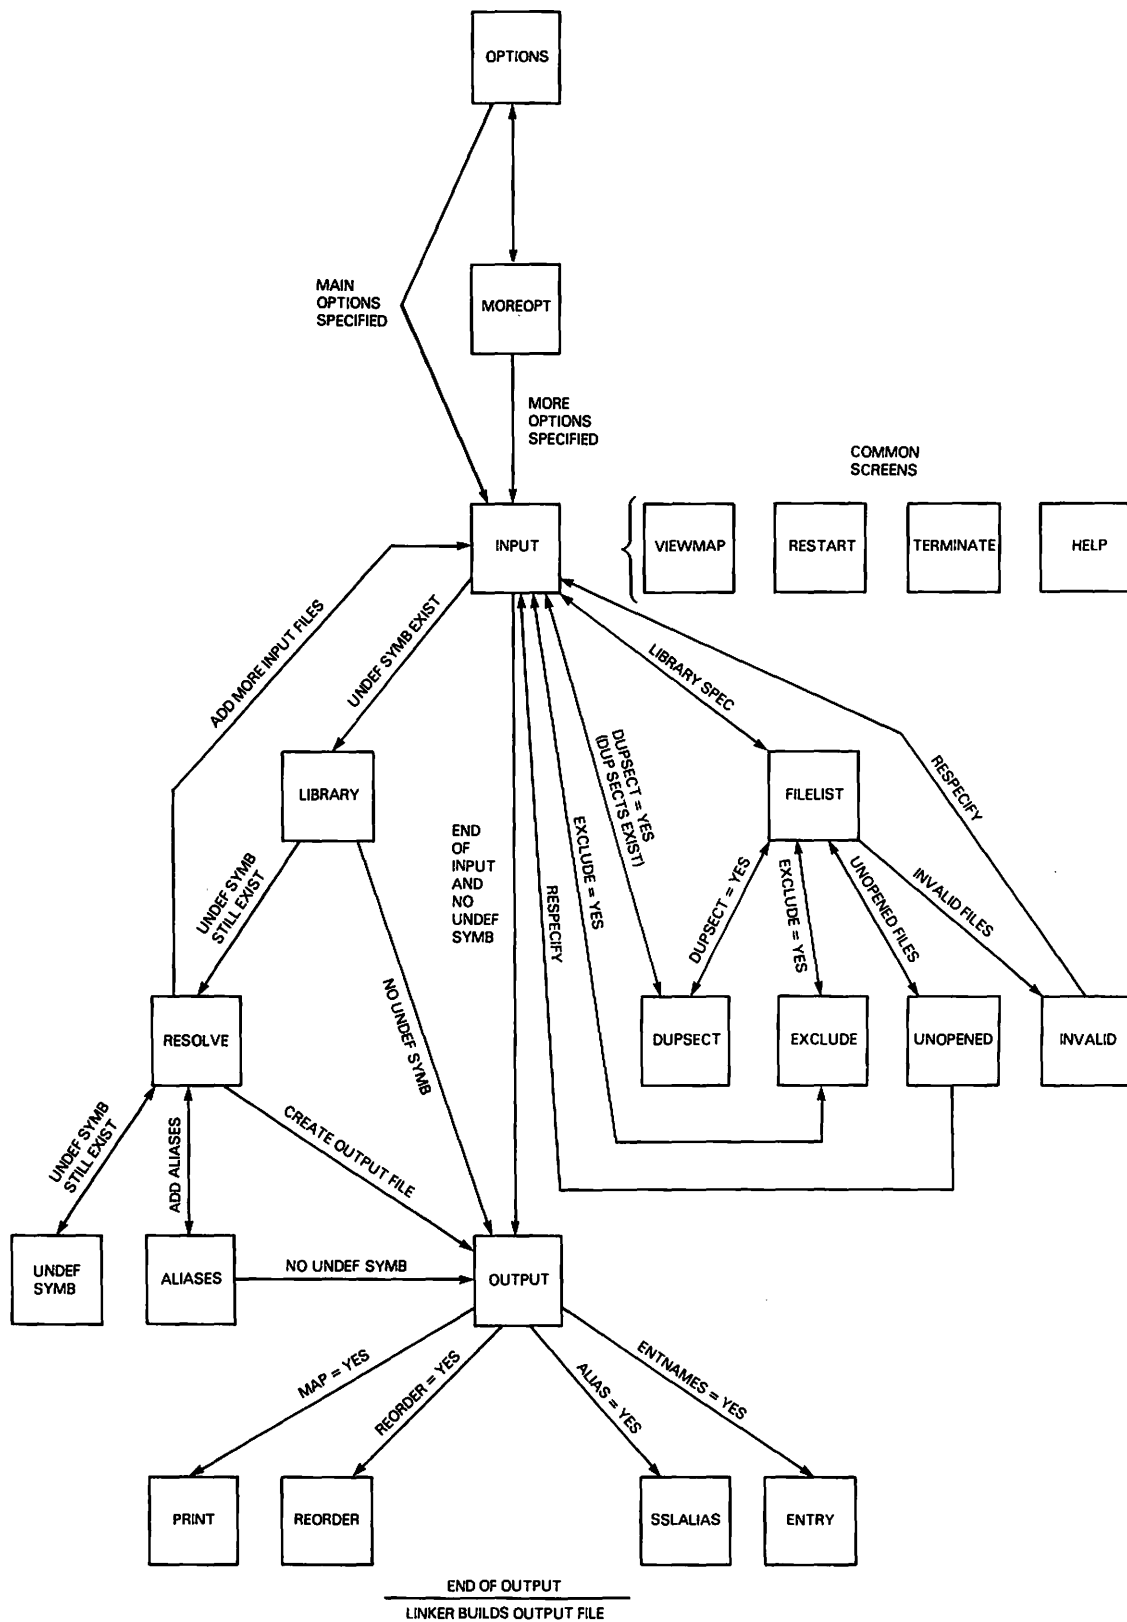 OPTIONS
MAIN
OPTIONS
SPECIFIED
MOREOPT
MORE
OPTIONS
SPECIFIED
COMMON
SCREENS
INPUT
VIEWMAP
RESTART
TERMINATE
HELP
ADD MORE INPUT FILES
UNDEF SYMB EXIST
LIBRARY SPEC
DUPSECT = YES
(DUP SECTS EXIST)
RESPECIFY
LIBRARY
FILELIST
END
OF
INPUT
AND
NO
UNDEF
SYMB
EXCLUDE = YES
RESPECIFY
UNDEF SYMB
STILL EXIST
NO UNDEF SYMB
DUPSECT = YES
EXCLUDE = YES
UNOPENED FILES
INVALID FILES
RESOLVE
DUPSECT
EXCLUDE
UNOPENED
INVALID
UNDEF SYMB
STILL EXIST
ADD ALIASES
CREATE OUTPUT FILE
UNDEF
SYMB
ALIASES
NO UNDEF SYMB
OUTPUT
MAP = YES
REORDER = YES
ALIAS = YES
ENTNAMES = YES
PRINT
REORDER
SSLALIAS
ENTRY
END OF OUTPUT
LINKER BUILDS OUTPUT FILE